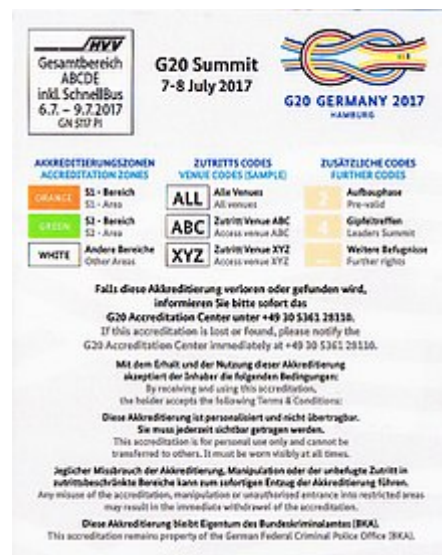 HVV
Gesamtbereich
ABCDE
inkl. SchnellBus
6.7. – 9.7.2017
GN 5117 PI
G20 Summit
7-8 July 2017
G20 GERMANY 2017
HAMBURG
AKKREDITIERUNGSZONEN
ACCREDITATION ZONES
ORANGE
S1 - Bereich
S1 - Area
GREEN
S2 - Bereich
S2 - Area
WHITE
Andere Bereiche
Other Areas
ZUTRITTS CODES
VENUE CODES (SAMPLE)
ALL
Alle Venues
All venues
ABC
Zutritt Venue ABC
Access venue ABC
XYZ
Zutritt Venue XYZ
Access venue XYZ
ZUSÄTZLICHE CODES
FURTHER CODES
Aufbauphase
Pre-valid
4
Gipfeltreffen
Leaders Summit
Weitere Befugnisse
Further rights
Falls diese Akkreditierung verloren oder gefunden wird,
informieren Sie bitte sofort das
G20 Accreditation Center unter +49 30 5361 28110.
If this accreditation is lost or found, please notify the
G20 Accreditation Center immediately at +49 30 5361 28110.
Mit dem Erhalt und der Nutzung dieser Akkreditierung
akzeptiert der Inhaber die folgenden Bedingungen:
By receiving and using this accreditation,
the holder accepts the following Terms & Conditions:
Diese Akkreditierung ist personalisiert und nicht übertragbar.
Sie muss jederzeit sichtbar getragen werden.
This accreditation is for personal use only and cannot be
transferred to others. It must be worn visibly at all times.
Jeglicher Missbrauch der Akkreditierung, Manipulation oder der unbefugte Zutritt in
zutrittsbeschränkte Bereiche kann zum sofortigen Entzug der Akkreditierung führen.
Any misuse of the accreditation, manipulation or unauthorised entrance into restricted areas
may result in the immediate withdrawal of the accreditation.
Diese Akkreditierung bleibt Eigentum des Bundeskriminalamtes (BKA).
This accreditation remains property of the German Federal Criminal Police Office (BKA).